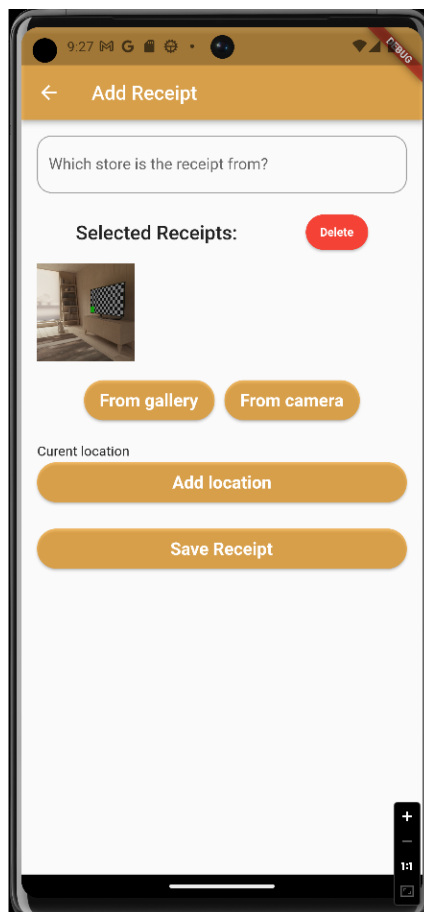 9:27 G
DEBUG
Add Receipt
Which store is the receipt from?
Selected Receipts: Delete
From gallery From camera
Curent location
Add location
Save Receipt
1:1